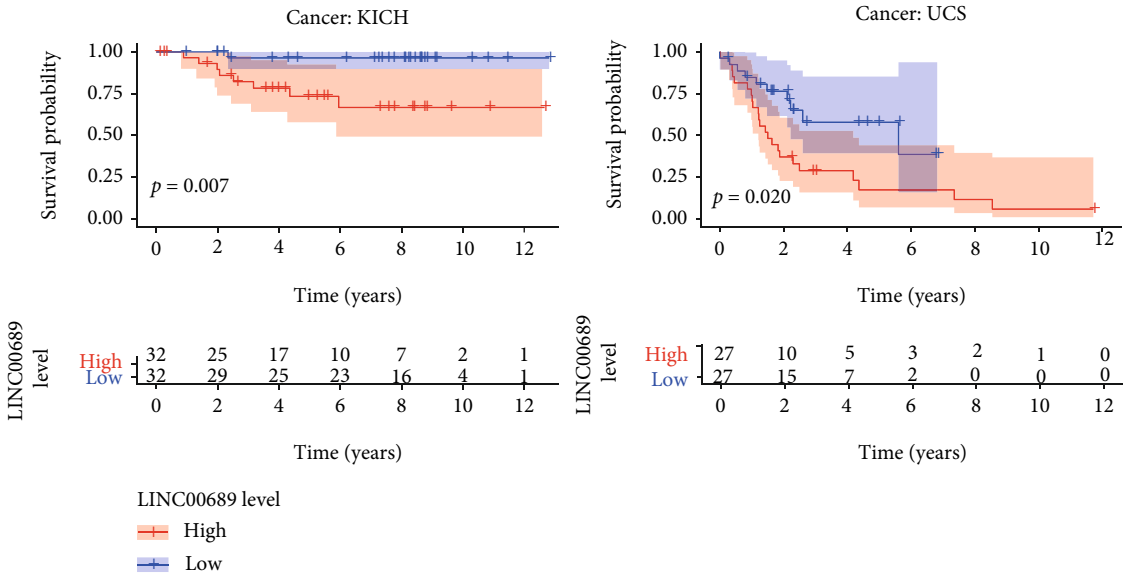 Cancer: KICH
Survival probability
1.00
0.75
0.50
0.25
0.00
p = 0.007
0 2 4 6 8 10 12
Time (years)
LINC00689
level
High 32 25 17 10 7 2 1
Low 32 29 25 23 16 4 1
0 2 4 6 8 10 12
Time (years)
Cancer: UCS
Survival probability
1.00
0.75
0.50
0.25
0.00
p = 0.020
0 2 4 6 8 10 12
Time (years)
LINC00689
level
High 27 10 5 3 2 1 0
Low 27 15 7 2 0 0 0
0 2 4 6 8 10 12
Time (years)
LINC00689 level
High
Low